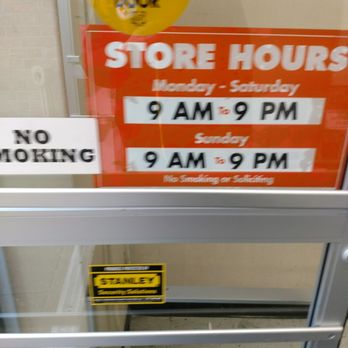 STORE HOURS
Monday - Saturday
9 AM To 9 PM
Sunday
9 AM To 9 PM
No Smoking or Soliciting
NO
MOKING
STANLEY
Security Solutions